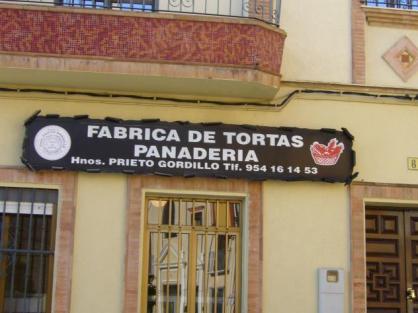 FABRICA DE TORTAS
PANADERIA
Hnos. PRIETO GORDILLO Tlf. 954 16 14 53